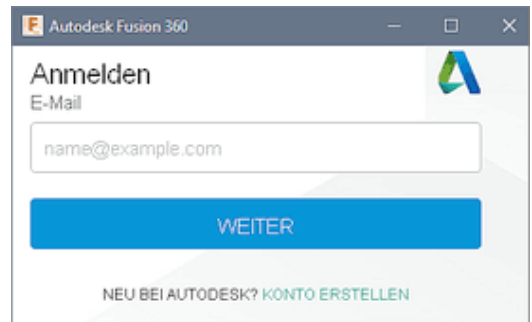 Autodesk Fusion 360
Anmelden
E-Mail
name@example.com
WEITER
NEU BEI AUTODESK? KONTO ERSTELLEN